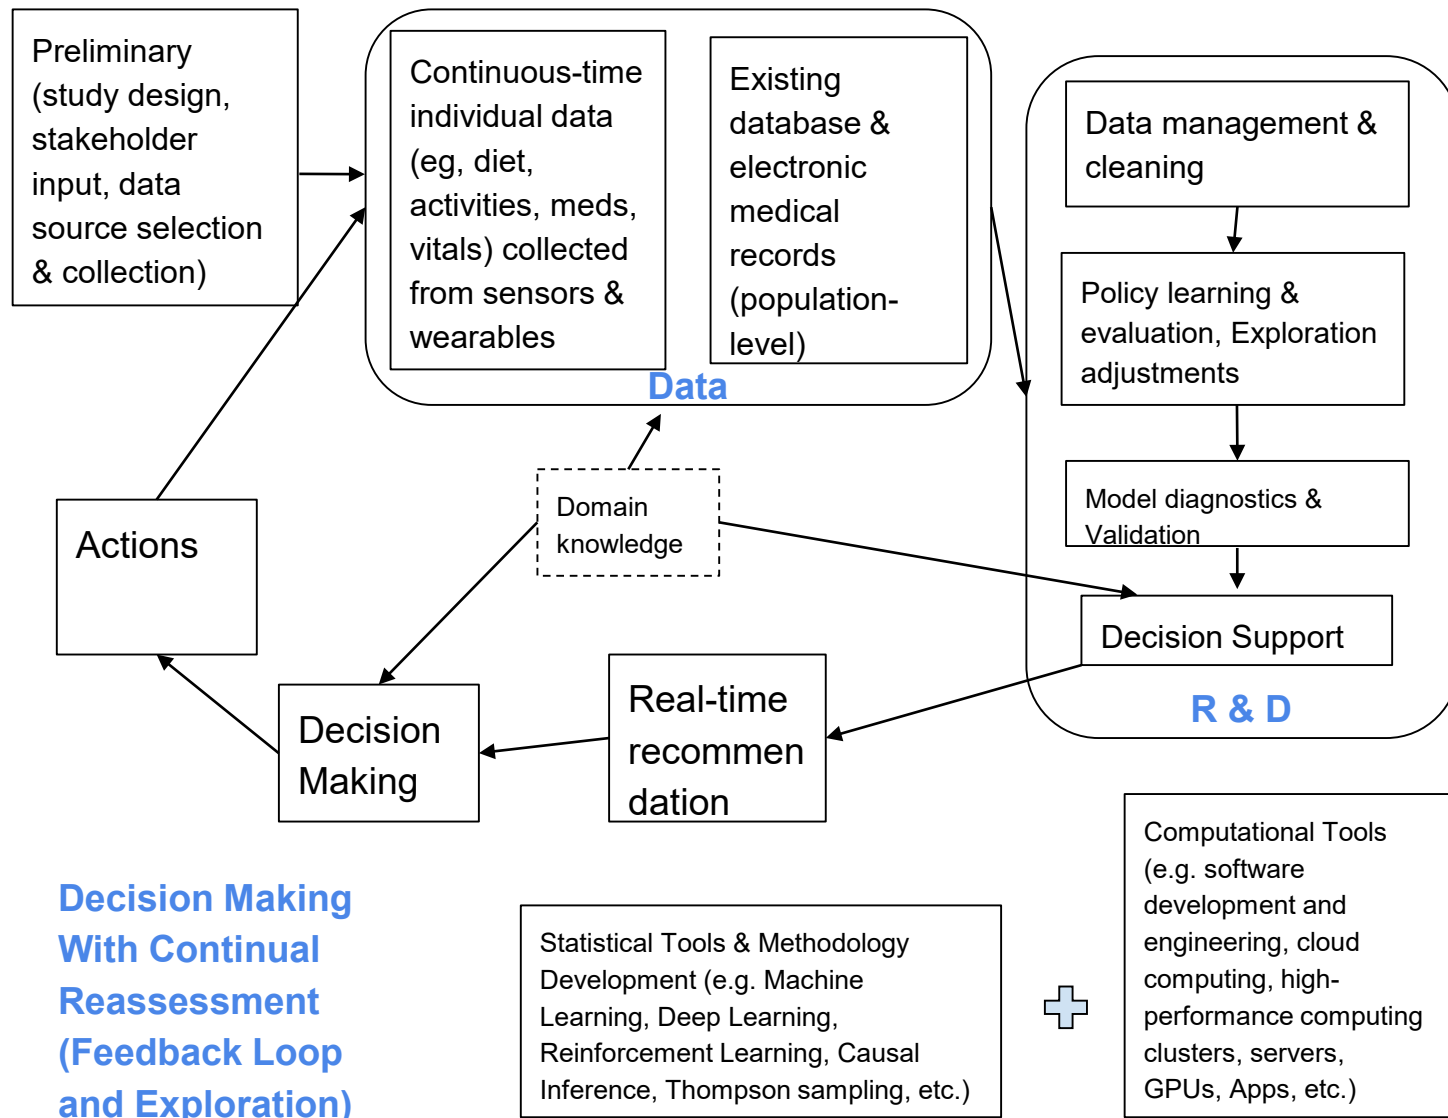 Preliminary
(study design,
stakeholder
input, data
source selection
& collection)
Continuous-time
individual data
(eg, diet,
activities, meds,
vitals) collected
from sensors &
wearables
Existing
database &
electronic
medical
records
(population-
level)
Data
Data management &
cleaning
Policy learning &
evaluation, Exploration
adjustments
Model diagnostics &
Validation
Decision Support
R & D
Domain
knowledge
Actions
Decision
Making
Real-time
recommen
dation
Decision Making
With Continual
Reassessment
(Feedback Loop
and Exploration)
Statistical Tools & Methodology
Development (e.g. Machine
Learning, Deep Learning,
Reinforcement Learning, Causal
Inference, Thompson sampling, etc.)
Computational Tools
(e.g. software
development and
engineering, cloud
computing, high-
performance computing
clusters, servers,
GPUs, Apps, etc.)